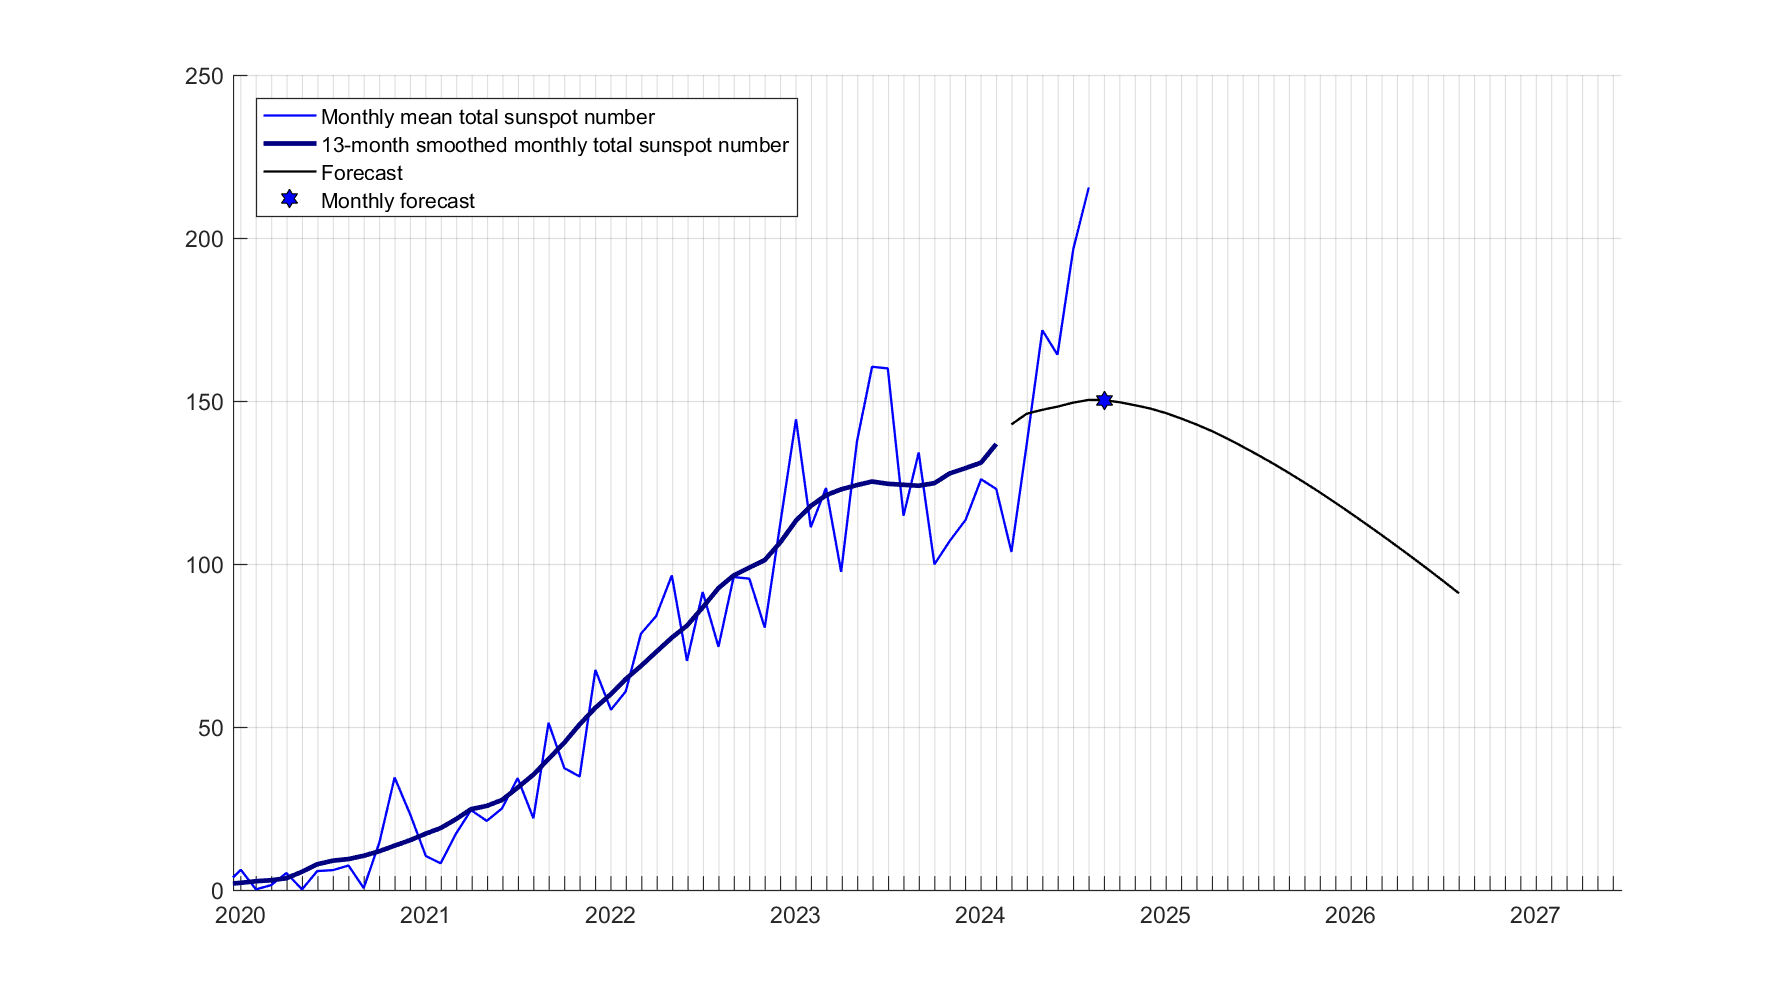 250
200
150
100
50
0
Monthly mean total sunspot number
13-month smoothed monthly total sunspot number
Forecast
Monthly forecast
2020 2021 2022 2023 2024 2025 2026 2027